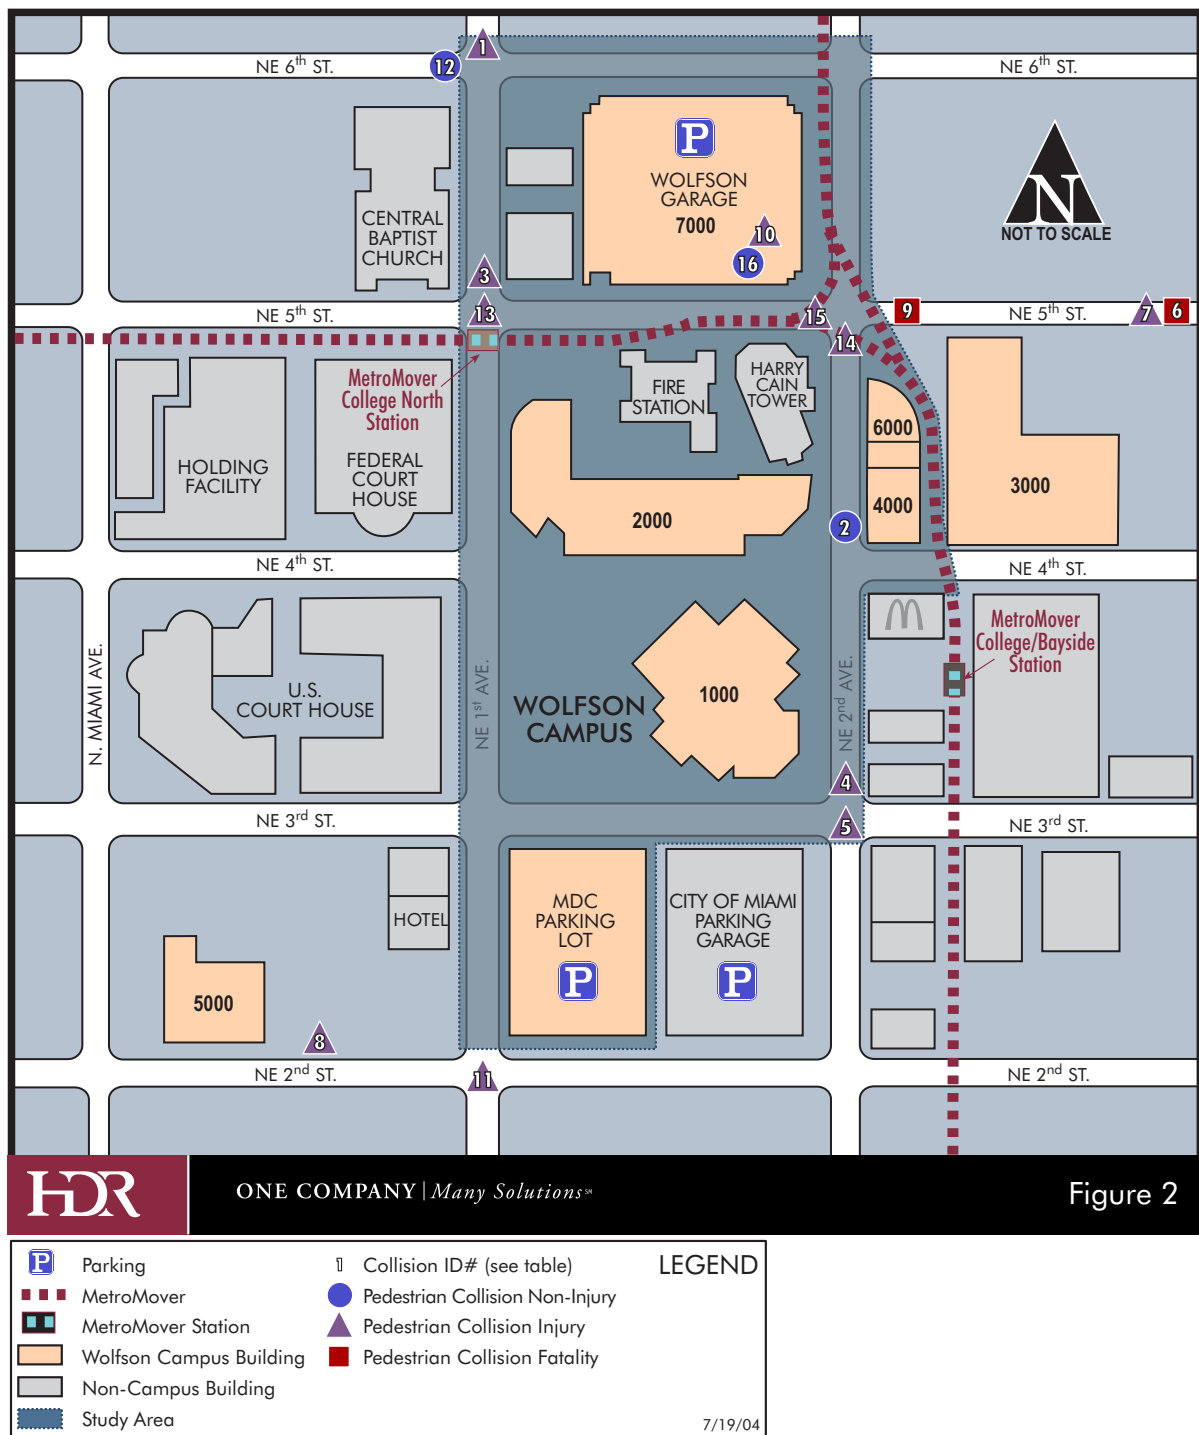 1
12
NE 6th ST.
NE 6th ST.
P
WOLFSON
GARAGE
7000
10
16
CENTRAL
BAPTIST
CHURCH
N
NOT TO SCALE
3
13
NE 5th ST.
15
14
9
NE 5th ST.
7
6
MetroMover
College North
Station
FIRE
STATION
HARRY
CAIN
TOWER
HOLDING
FACILITY
FEDERAL
COURT
HOUSE
6000
4000
3000
2000
2
NE 4th ST.
NE 4th ST.
N. MIAMI AVE.
U.S.
COURT HOUSE
NE 1st AVE.
WOLFSON
CAMPUS
1000
NE 2nd AVE.
MetroMover
College/Bayside
Station
4
5
NE 3rd ST.
NE 3rd ST.
HOTEL
MDC
PARKING
LOT
P
CITY OF MIAMI
PARKING
GARAGE
P
5000
8
NE 2nd ST.
11
NE 2nd ST.
HDR
ONE COMPANY | Many Solutions SM
Figure 2
LEGEND
P Parking
MetroMover
MetroMover Station
Wolfson Campus Building
Non-Campus Building
Study Area
1 Collision ID# (see table)
Pedestrian Collision Non-Injury
Pedestrian Collision Injury
Pedestrian Collision Fatality
7/19/04